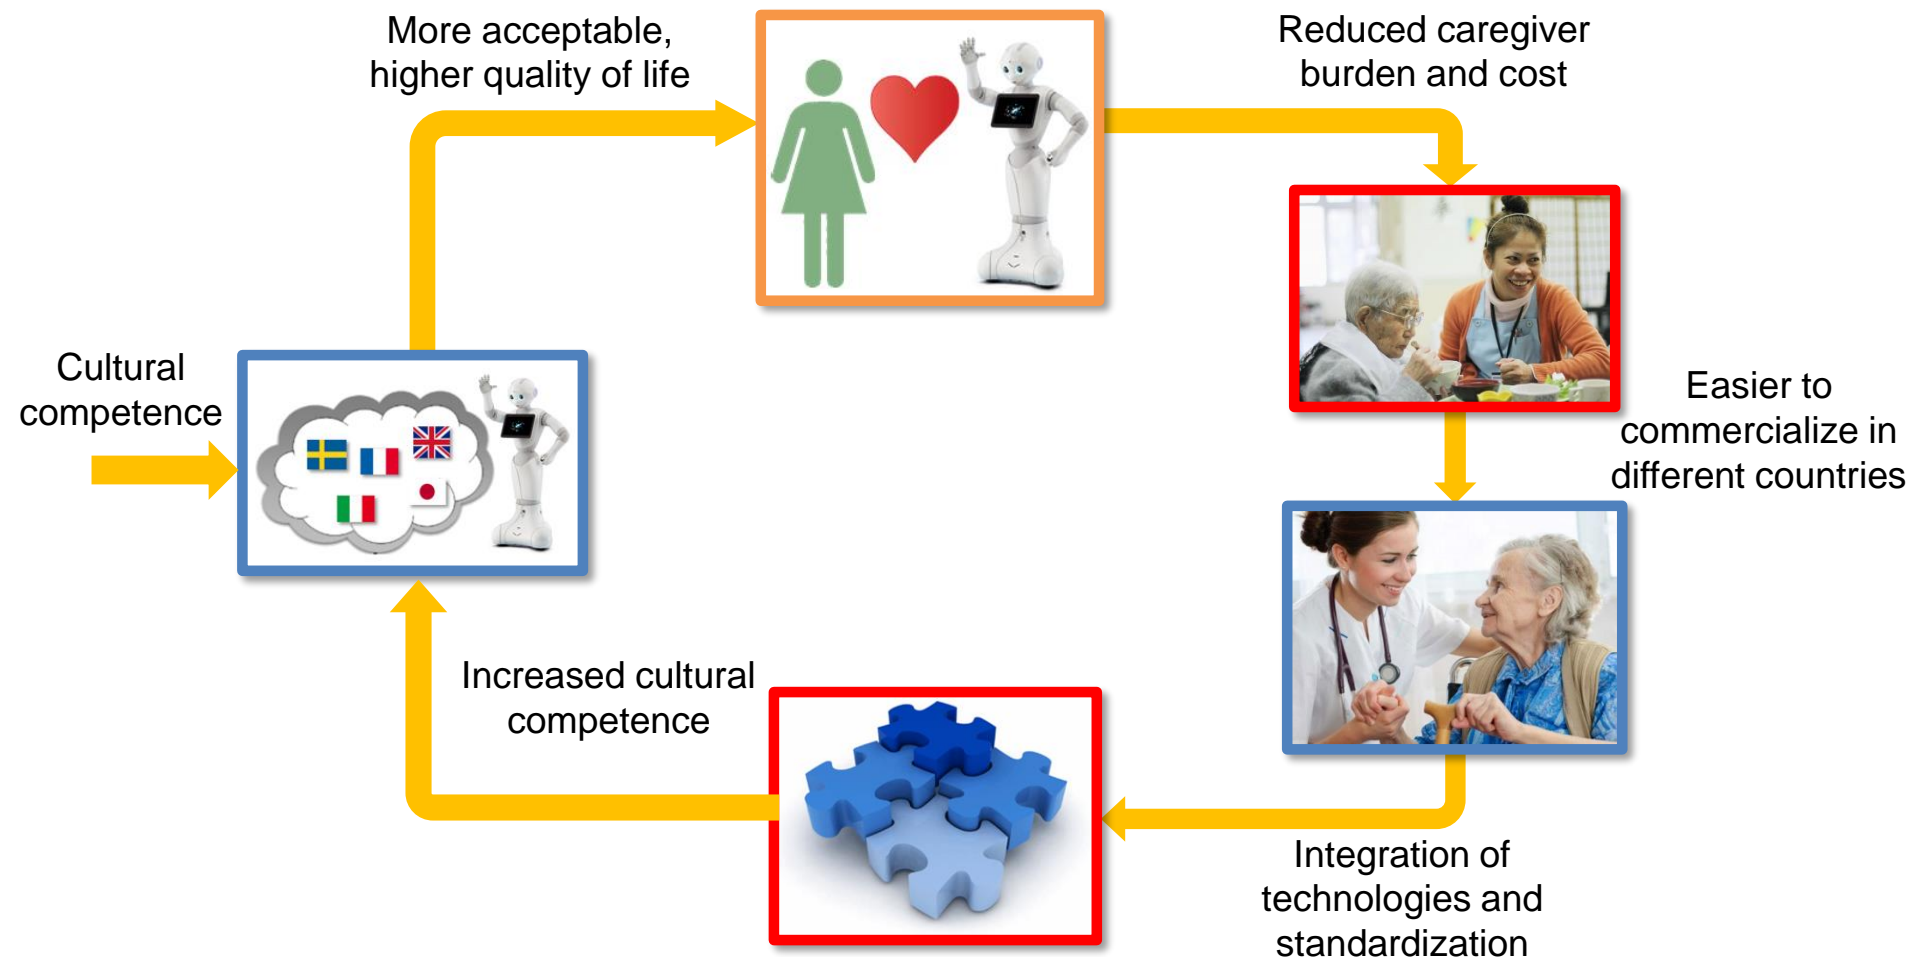 More acceptable,
higher quality of life
Reduced caregiver
burden and cost
Cultural
competence
Easier to
commercialize in
different countries
Increased cultural
competence
Integration of
technologies and
standardization